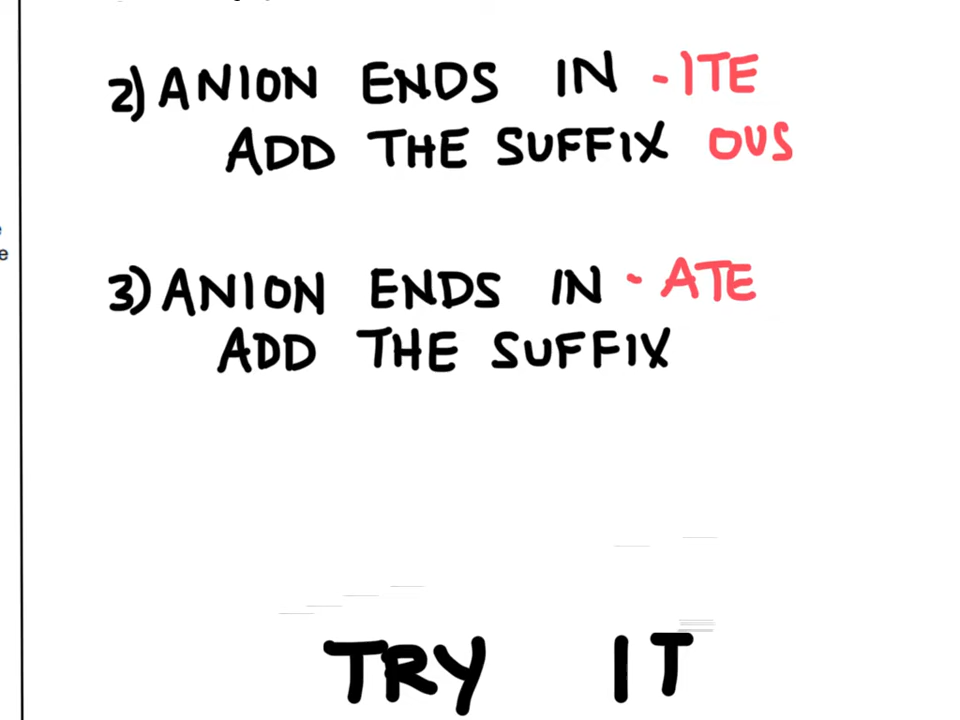 2) ANION ENDS IN -ITE
ADD THE SUFFIX OUS
3) ANION ENDS IN -ATE
ADD THE SUFFIX
TRY IT